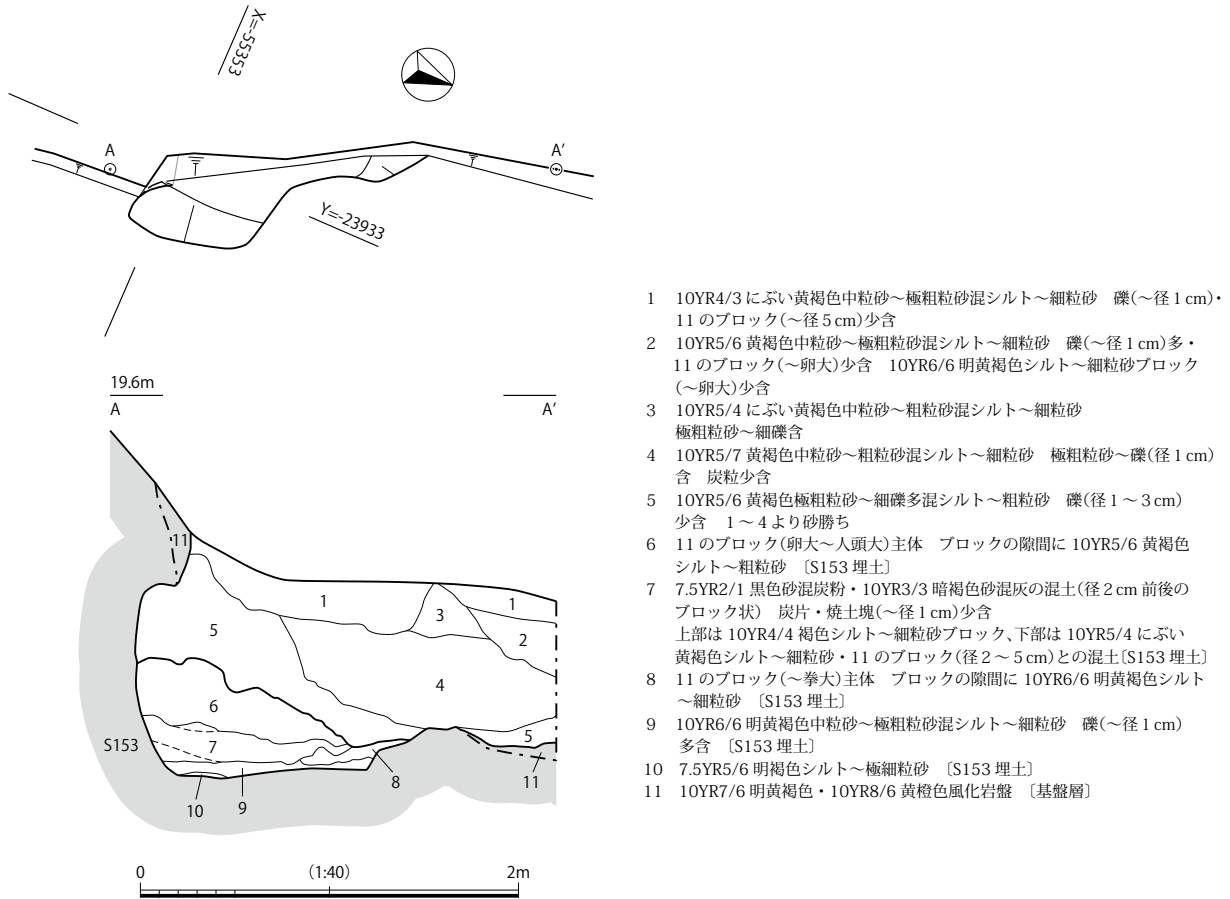 X=-55353
A
A’
Y=-23933
19.6m
A
A’
11
1
1
3
2
5
4
6
5
S153
7
8
11
10
9
0
（1:40）
2m
1　10YR4/3 にぶい黄褐色中粒砂～極粗粒砂混シルト～細粒砂　礫（～径１cm）・
11 のブロック（～径５cm）少含
2　10YR5/6 黄褐色中粒砂～極粗粒砂混シルト～細粒砂　礫（～径１cm）多・
11 のブロック（～卵大）少含　10YR6/6 明黄褐色シルト～細粒砂ブロック
（～卵大）少含
3　10YR5/4 にぶい黄褐色中粒砂～粗粒砂混シルト～細粒砂
極粗粒砂～細礫含
4　10YR5/7 黄褐色中粒砂～粗粒砂混シルト～細粒砂　極粗粒砂～礫（径１cm）
含　炭粒少含
5　10YR5/6 黄褐色極粗粒砂～細礫多混シルト～粗粒砂　礫（径１～３cm）
少含　１～４より砂勝ち
6　11 のブロック（卵大～人頭大）主体　ブロックの隙間に 10YR5/6 黄褐色
シルト～粗粒砂　〔S153 埋土〕
7　7.5YR2/1 黒色砂混炭粉・10YR3/3 暗褐色砂混灰の混土（径２cm 前後の
ブロック状）　炭片・焼土塊（～径１cm）少含
上部は 10YR4/4 褐色シルト～細粒砂ブロック、下部は 10YR5/4 にぶい
黄褐色シルト～細粒砂・11 のブロック（径２～５cm）との混土〔S153 埋土〕
8　11 のブロック（～拳大）主体　ブロックの隙間に 10YR6/6 明黄褐色シルト
～細粒砂　〔S153 埋土〕
9　10YR6/6 明黄褐色中粒砂～極粗粒砂混シルト～細粒砂　礫（～径１cm）
多含　〔S153 埋土〕
10　7.5YR5/6 明褐色シルト～極細粒砂　〔S153 埋土〕
11　10YR7/6 明黄褐色・10YR8/6 黄橙色風化岩盤　〔基盤層〕